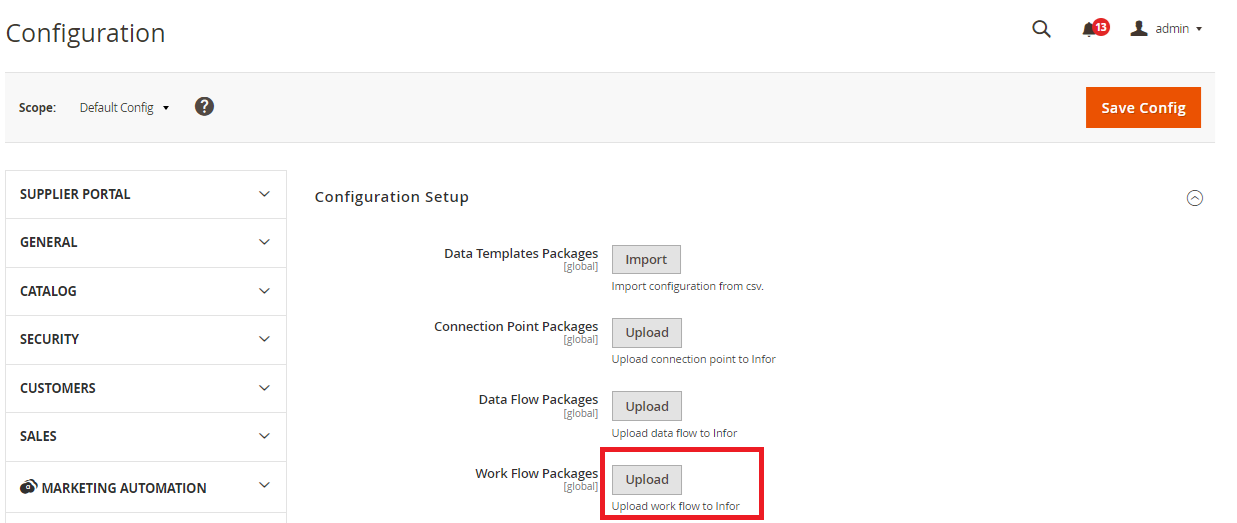 Configuration
13
admin
Scope:
Default Config
?
Save Config
SUPPLIER PORTAL
GENERAL
CATALOG
SECURITY
CUSTOMERS
SALES
MARKETING AUTOMATION
Configuration Setup
Data Templates Packages
[global]
Import
Import configuration from csv.
Connection Point Packages
[global]
Upload
Upload connection point to Infor
Data Flow Packages
[global]
Upload
Upload data flow to Infor
Work Flow Packages
[global]
Upload
Upload work flow to Infor